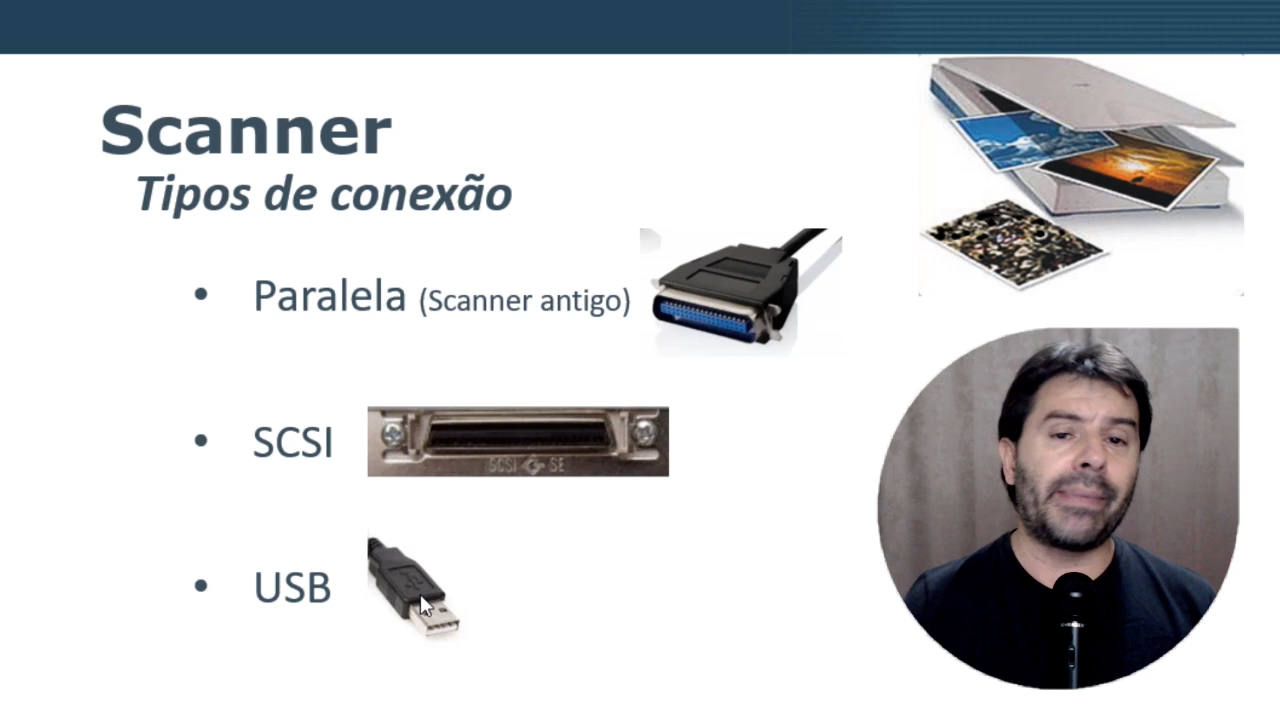 Scanner
Tipos de conexão
• Paralela (Scanner antigo)
• SCSI
SCSI SE
• USB